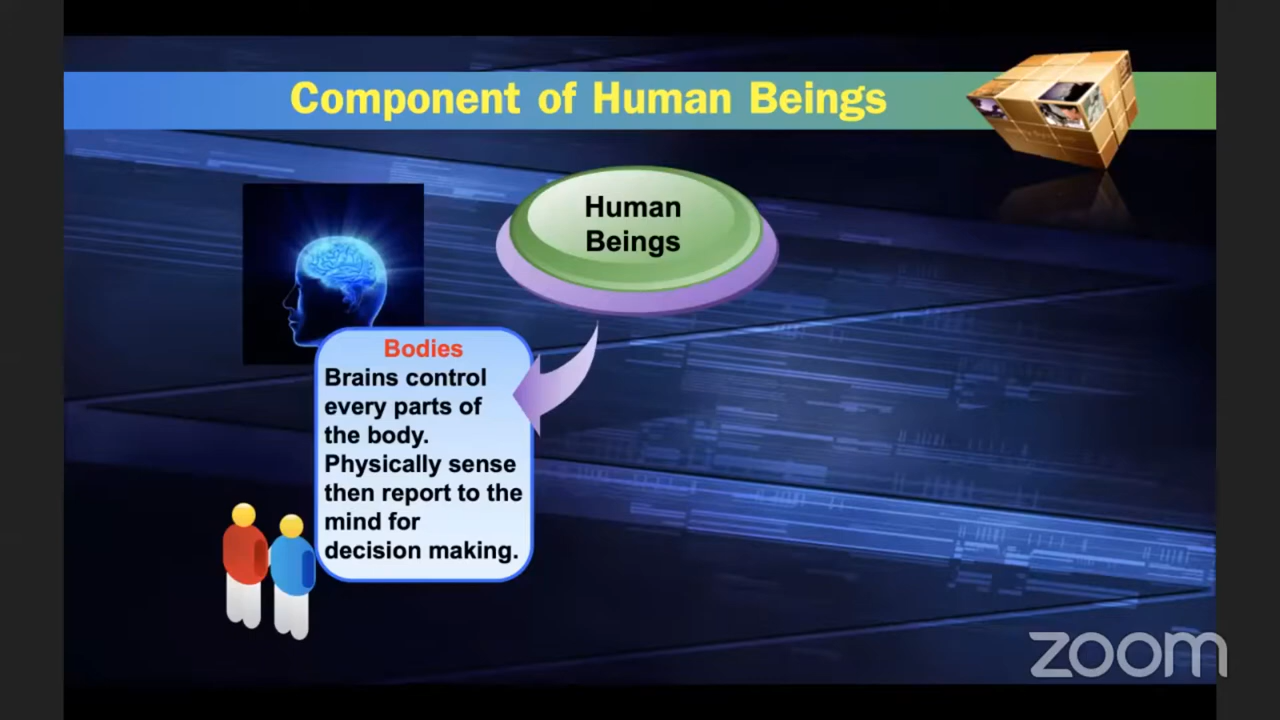 Component of Human Beings
Human
Beings
Bodies
Brains control
every parts of
the body.
Physically sense
then report to the
mind for
decision making.
zoom